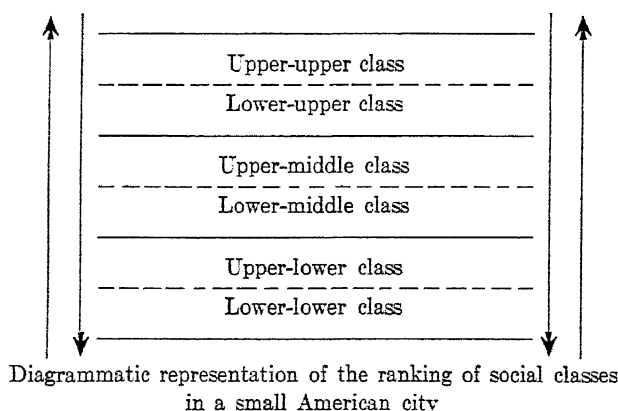 Upper-upper class
Lower-upper class
Upper-middle class
Lower-middle class
Upper-lower class
Lower-lower class
Diagrammatic representation of the ranking of social classes
in a small American city